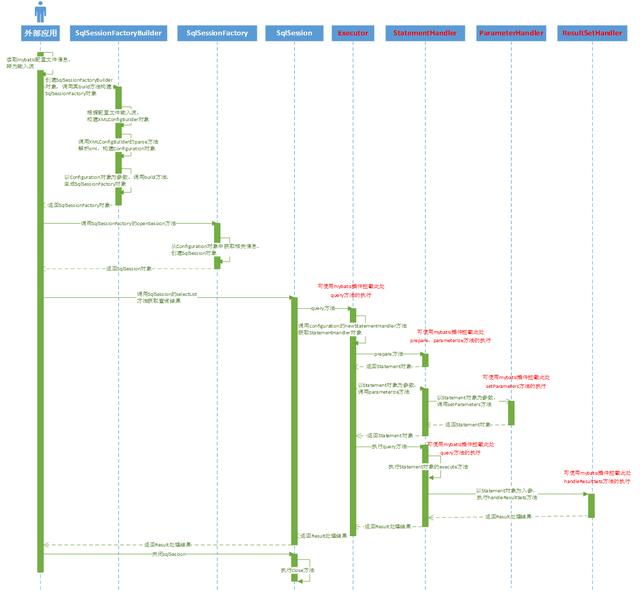 外部应用
SqlSessionFactoryBuilder
SqlSessionFactory
SqlSession
Executor
StatementHandler
ParameterHandler
ResultSetHandler
读取mybatis配置文件信息，
转为输入流
创建SqlSessionFactoryBuilder
对象，调用其build方法构建
SqlSessionFactory对象
根据配置文件输入流，
构建XMLConfigBuilder对象
调用XMLConfigBuilder的parse方法
解析xml，构建Configuration对象
以Configuration对象为参数，调用build方法，
生成SqlSessionFactory对象
返回SqlSessionFactory对象
调用SqlSessionFactory的openSession方法
从Configuration对象中获取相关信息，
创建SqlSession对象
返回SqlSession对象
调用SqlSession的selectList
方法获取查询结果
可使用mybatis插件拦截此处
query方法的执行
query方法
调用Configuration的newStatementHandler方法
获取StatementHandler对象
可使用mybatis插件拦截此处
prepare、parameterize方法的执行
prepare方法
返回Statement对象
可使用mybatis插件拦截此处
setParameters方法的执行
以Statement对象为参数，
调用parameterize方法
以Statement对象为参数，
调用setParameters方法
返回Statement对象
返回Statement对象
执行query方法
可使用mybatis插件拦截此处
query方法的执行
执行Statement对象的execute方法
可使用mybatis插件拦截此处
handleResultSets方法的执行
以Statement对象为入参，
执行handleResultSets方法
返回Result处理结果
返回Result处理结果
返回Result处理结果
返回Result处理结果
关闭SqlSession
执行close方法